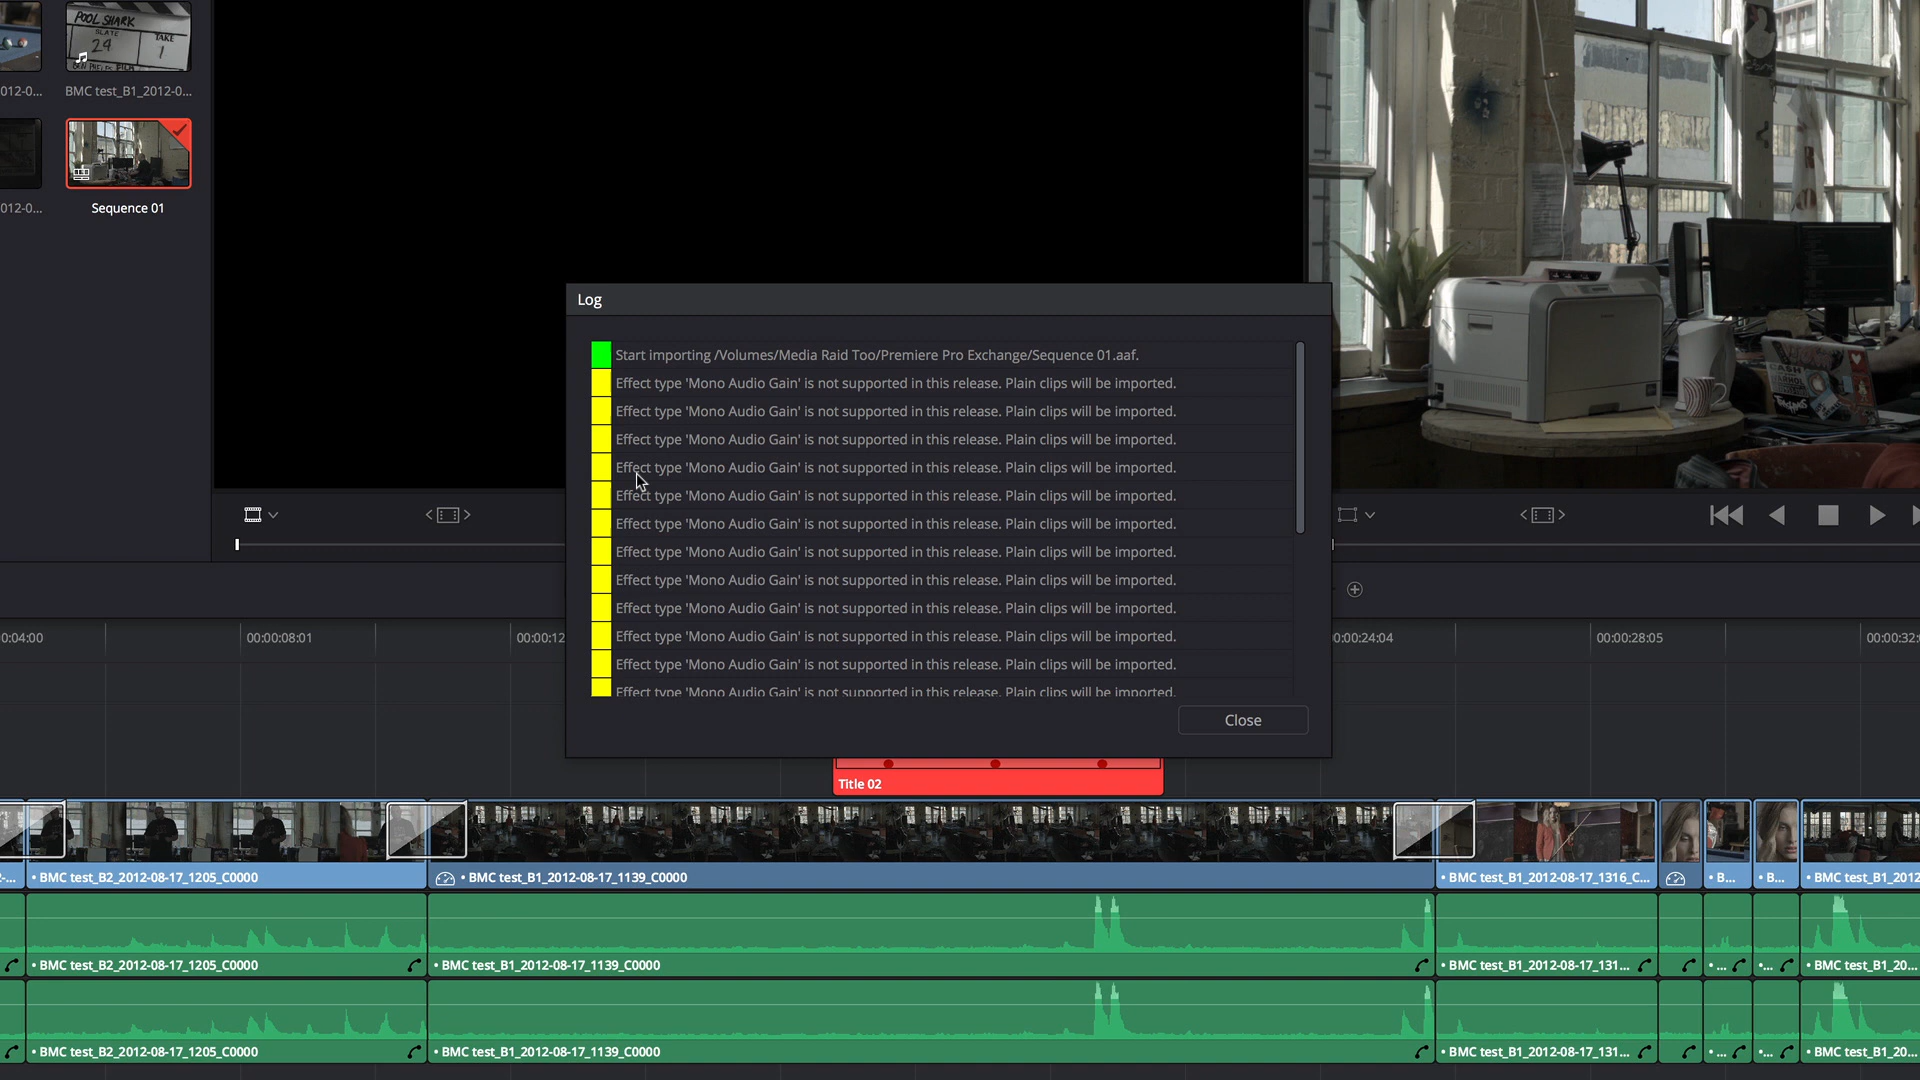 POOL SHARK
SLATE
TAKE
24
1
012-0...
BMC test_B1_2012-0...
012-0...
Sequence 01
Log
Start importing /Volumes/Media Raid Too/Premiere Pro Exchange/Sequence 01.aaf.
Effect type 'Mono Audio Gain' is not supported in this release. Plain clips will be imported.
Effect type 'Mono Audio Gain' is not supported in this release. Plain clips will be imported.
Effect type 'Mono Audio Gain' is not supported in this release. Plain clips will be imported.
Effect type 'Mono Audio Gain' is not supported in this release. Plain clips will be imported.
Effect type 'Mono Audio Gain' is not supported in this release. Plain clips will be imported.
Effect type 'Mono Audio Gain' is not supported in this release. Plain clips will be imported.
Effect type 'Mono Audio Gain' is not supported in this release. Plain clips will be imported.
Effect type 'Mono Audio Gain' is not supported in this release. Plain clips will be imported.
Effect type 'Mono Audio Gain' is not supported in this release. Plain clips will be imported.
Effect type 'Mono Audio Gain' is not supported in this release. Plain clips will be imported.
Effect type 'Mono Audio Gain' is not supported in this release. Plain clips will be imported.
Effect type 'Mono Audio Gain' is not supported in this release. Plain clips will be imported.
Close
0:04:00
00:00:08:01
00:00:12
0:00:24:04
00:00:28:05
00:00:32:
Title 02
-...
• BMC test_B2_2012-08-17_1205_C0000
• BMC test_B1_2012-08-17_1139_C0000
• BMC test_B1_2012-08-17_1316_C...
• B...
• B...
• BMC test_B1_2012
• BMC test_B2_2012-08-17_1205_C0000
• BMC test_B1_2012-08-17_1139_C0000
• BMC test_B1_2012-08-17_131...
• ...
• ...
• BMC test_B1_20...
• BMC test_B2_2012-08-17_1205_C0000
• BMC test_B1_2012-08-17_1139_C0000
• BMC test_B1_2012-08-17_131...
• ...
• ...
• BMC test_B1_20...